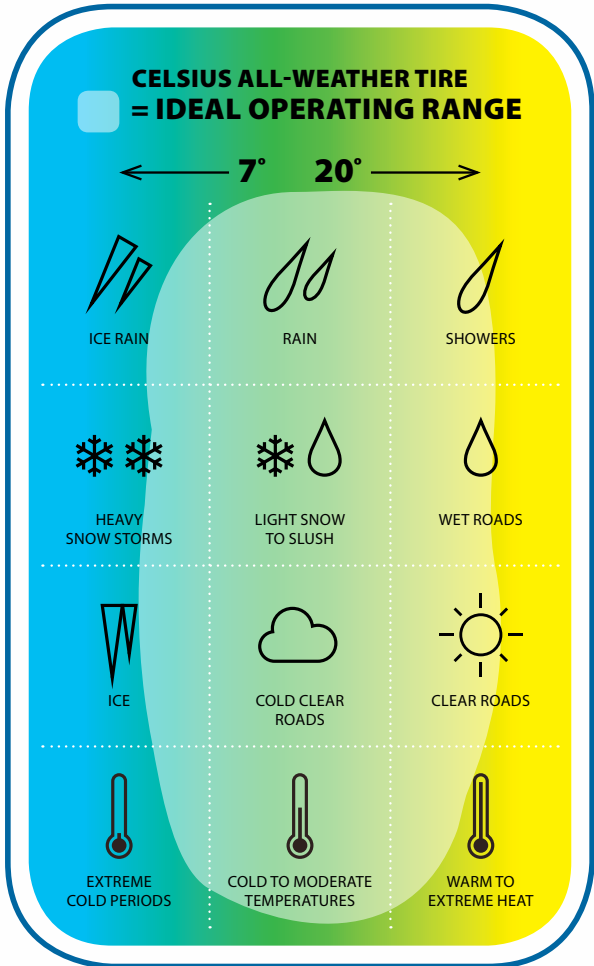 CELSIUS ALL-WEATHER TIRE
= IDEAL OPERATING RANGE
7° 20°
ICE RAIN
RAIN
SHOWERS
HEAVY
SNOW STORMS
LIGHT SNOW
TO SLUSH
WET ROADS
ICE
COLD CLEAR
ROADS
CLEAR ROADS
EXTREME
COLD PERIODS
COLD TO MODERATE
TEMPERATURES
WARM TO
EXTREME HEAT